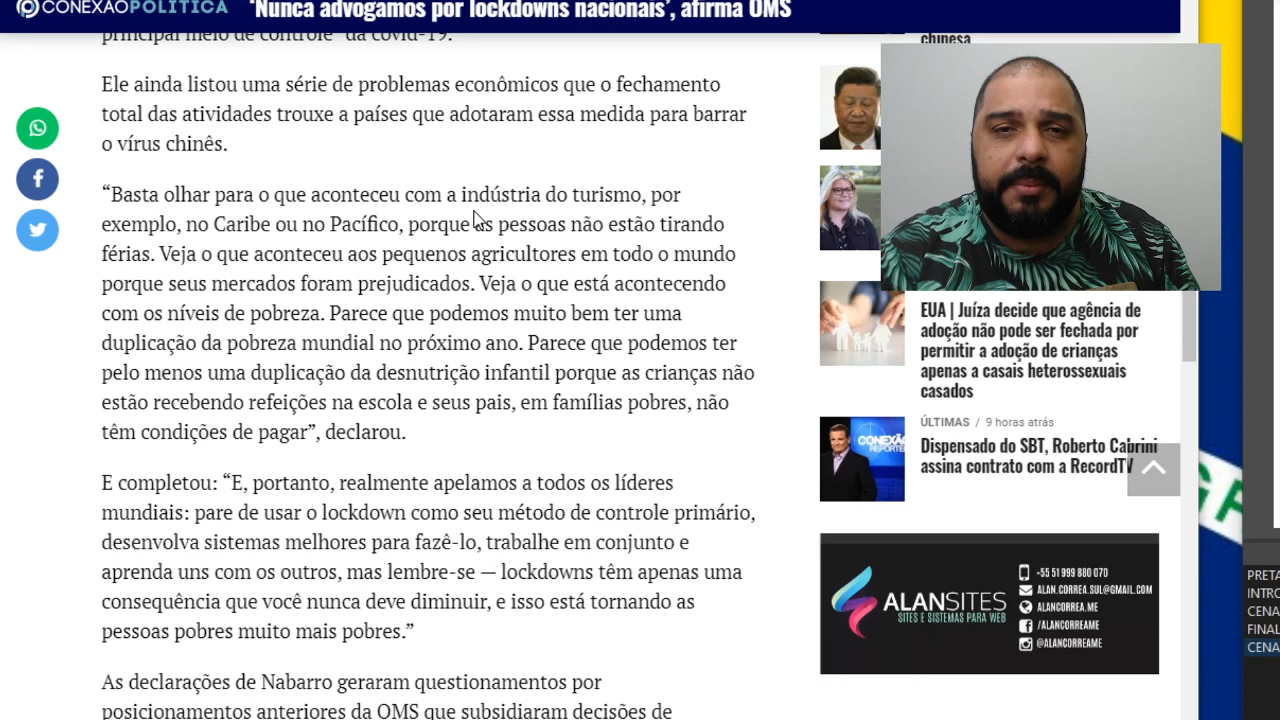 CONEXÃOPOLÍTICA
'Nunca advogamos por lockdowns nacionais', afirma OMS
principal meio de controle" da covid-19.
Ele ainda listou uma série de problemas econômicos que o fechamento
total das atividades trouxe a países que adotaram essa medida para barrar
o vírus chinês.
“Basta olhar para o que aconteceu com a indústria do turismo, por
exemplo, no Caribe ou no Pacífico, porque as pessoas não estão tirando
férias. Veja o que aconteceu aos pequenos agricultores em todo o mundo
porque seus mercados foram prejudicados. Veja o que está acontecendo
com os níveis de pobreza. Parece que podemos muito bem ter uma
duplicação da pobreza mundial no próximo ano. Parece que podemos ter
pelo menos uma duplicação da desnutrição infantil porque as crianças não
estão recebendo refeições na escola e seus pais, em famílias pobres, não
têm condições de pagar”, declarou.
E completou: “E, portanto, realmente apelamos a todos os líderes
mundiais: pare de usar o lockdown como seu método de controle primário,
desenvolva sistemas melhores para fazê-lo, trabalhe em conjunto e
aprenda uns com os outros, mas lembre-se — lockdowns têm apenas uma
consequência que você nunca deve diminuir, e isso está tornando as
pessoas pobres muito mais pobres.”
As declarações de Nabarro geraram questionamentos por
posicionamentos anteriores da OMS que subsidiaram decisões de
chinesa
EUA | Juíza decide que agência de
adoção não pode ser fechada por
permitir a adoção de crianças
apenas a casais heterossexuais
casados
ÚLTIMAS / 9 horas atrás
Dispensado do SBT, Roberto Cabrini
assina contrato com a RecordTV
CONEXÃO
REPÓRTER
ALANSITES
SITES E SISTEMAS PARA WEB
+55 51 999 880 070
ALAN.CORREA.SUL@GMAIL.COM
ALANCORREA.ME
/ALANCORREAME
@ALANCORREAME
PRETA
INTRO
CENA
FINAL
CENA